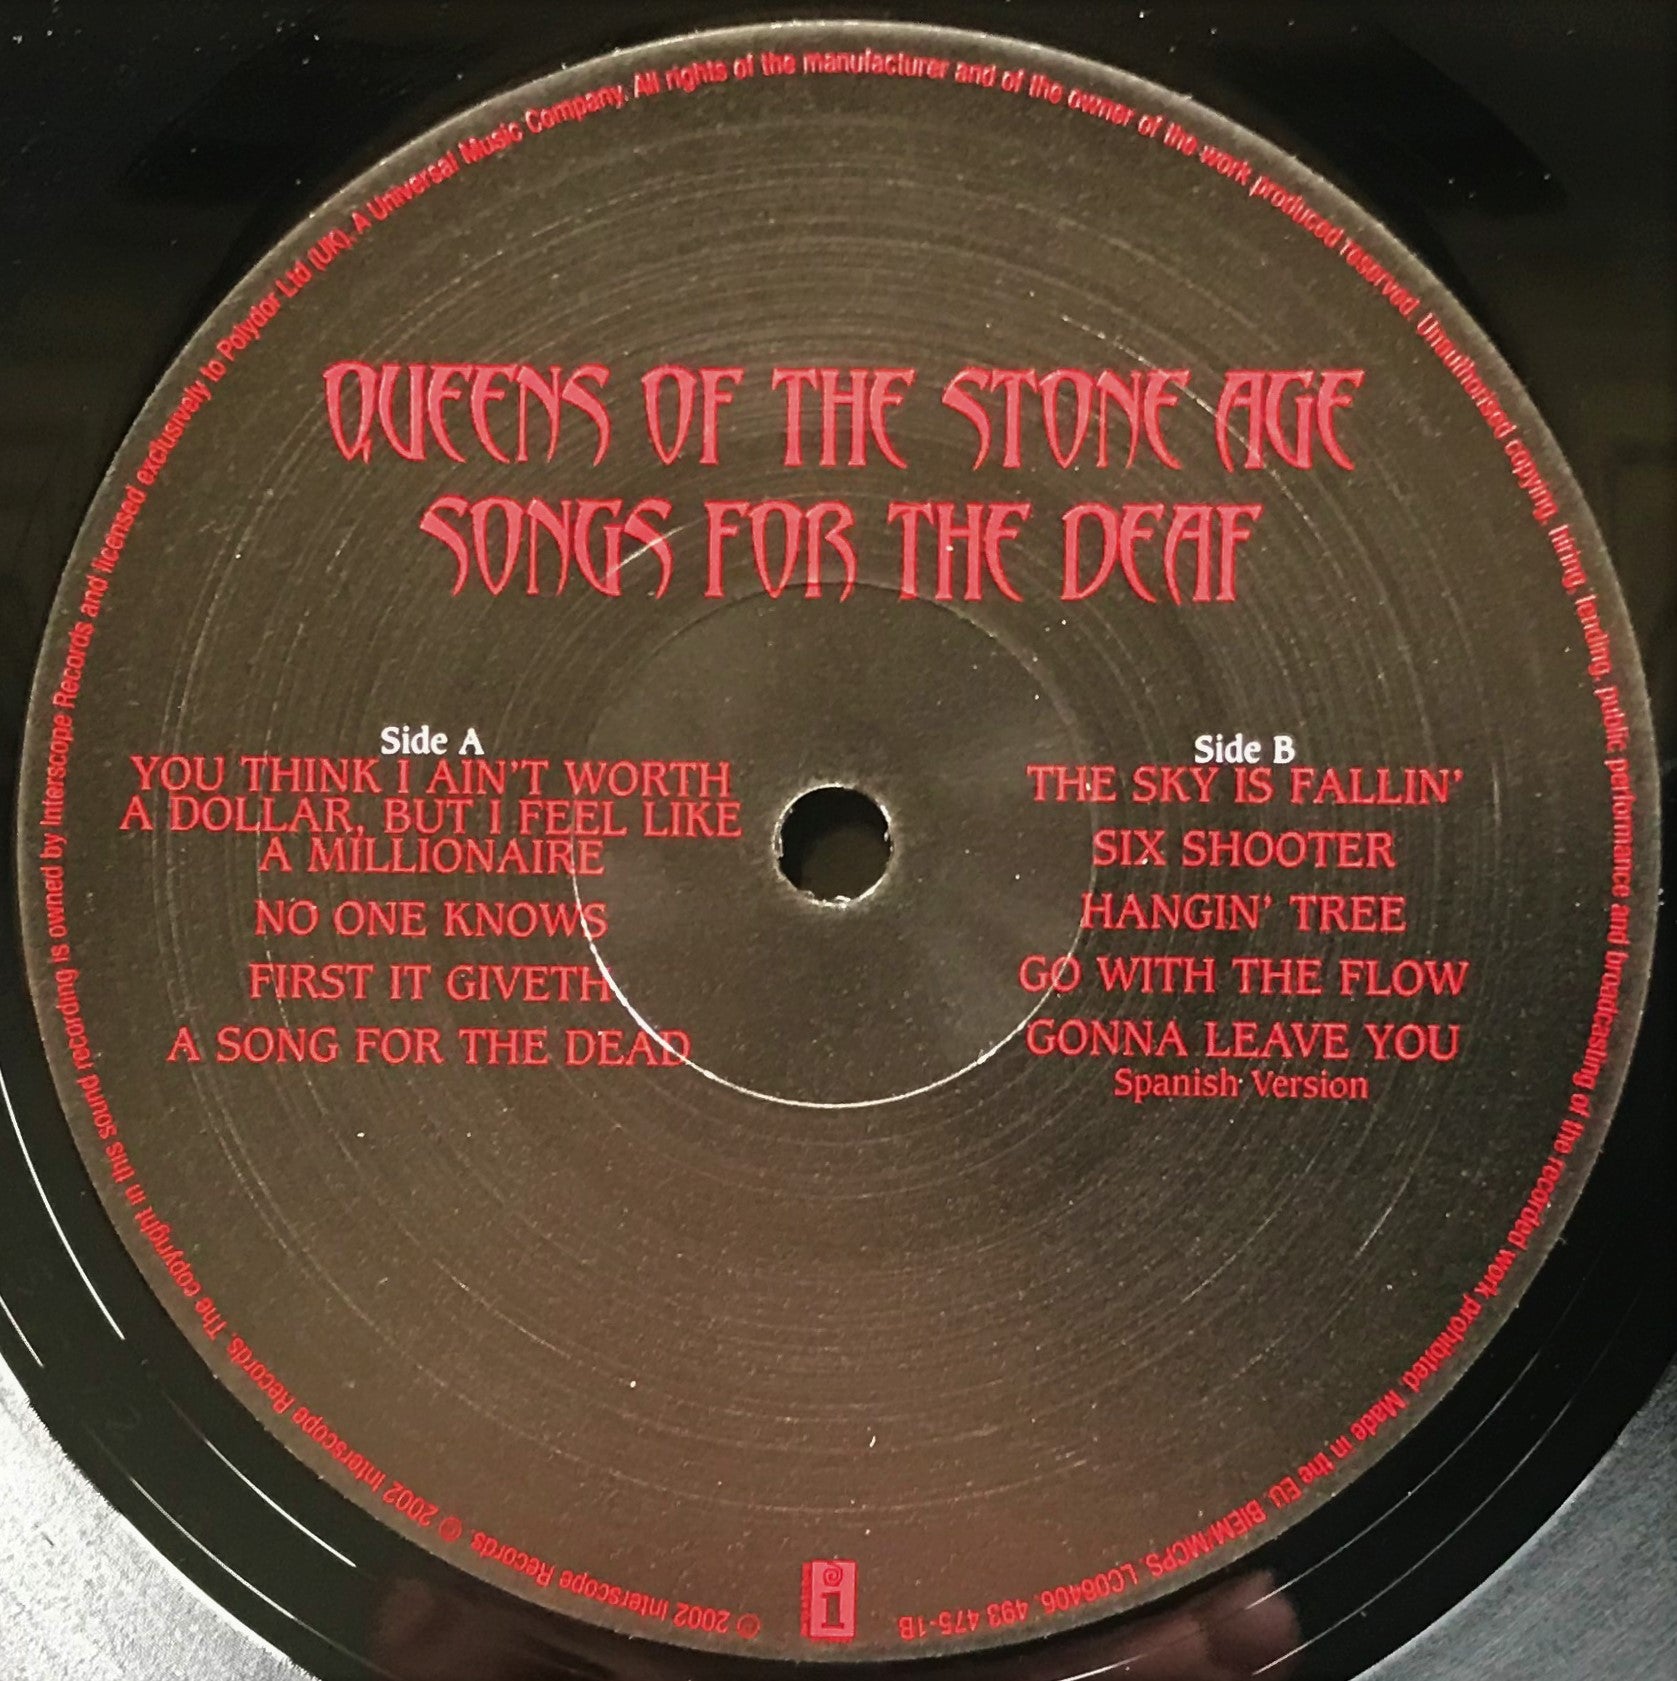 QUEENS OF THE STONE AGE
SONGS FOR THE DEAF
Side A
YOU THINK I AIN'T WORTH
A DOLLAR, BUT I FEEL LIKE
A MILLIONAIRE
NO ONE KNOWS
FIRST IT GIVETH
A SONG FOR THE DEAD
Side B
THE SKY IS FALLIN'
SIX SHOOTER
HANGIN' TREE
GO WITH THE FLOW
GONNA LEAVE YOU
Spanish Version
℗ 2002 Interscope Records. © 2002 Interscope Records. The copyright in this sound recording is owned by Interscope Records and licensed exclusively to Polydor Ltd (UK). A Universal Music Company. All rights of the manufacturer and of the owner of the work produced reserved. Unauthorised copying, hiring, lending, public performance and broadcasting of the recorded work prohibited. Made in the EU. BIEM/MCPS. LC06406. 493 475-1B
i